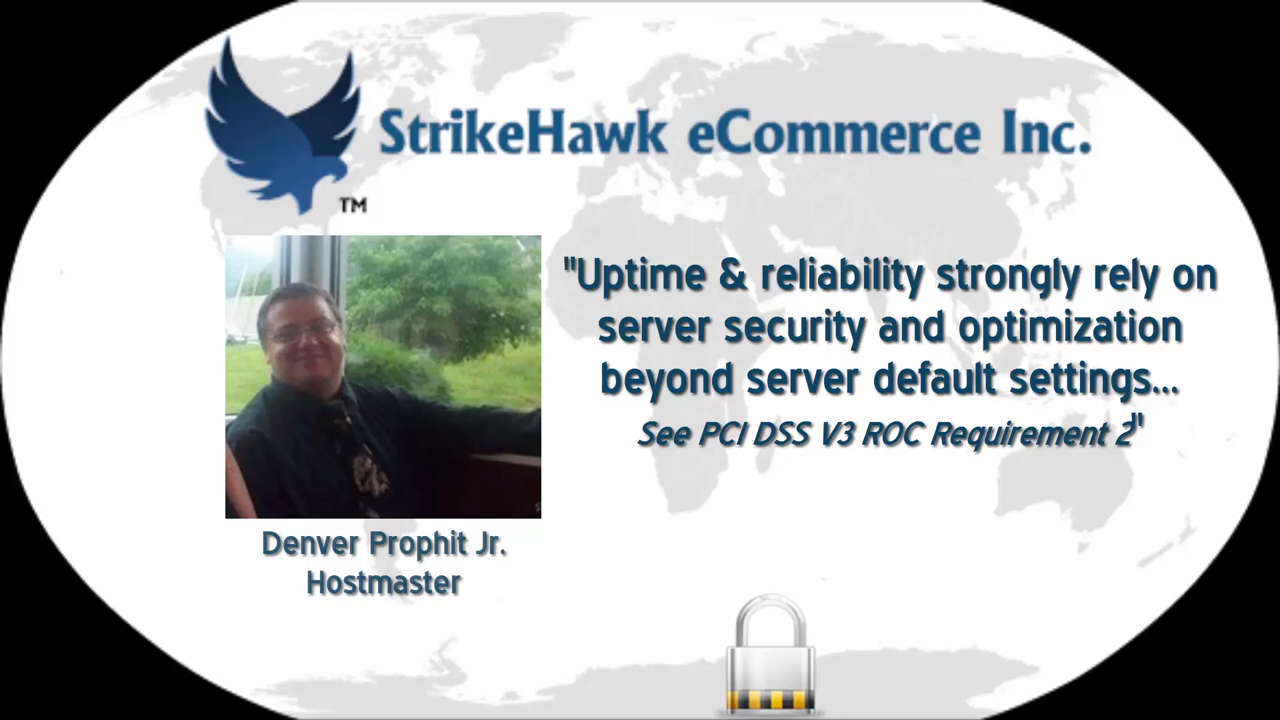 StrikeHawk eCommerce Inc.
TM
"Uptime & reliability strongly rely on
server security and optimization
beyond server default settings...
See PCI DSS V3 ROC Requirement 2"
Denver Prophit Jr.
Hostmaster